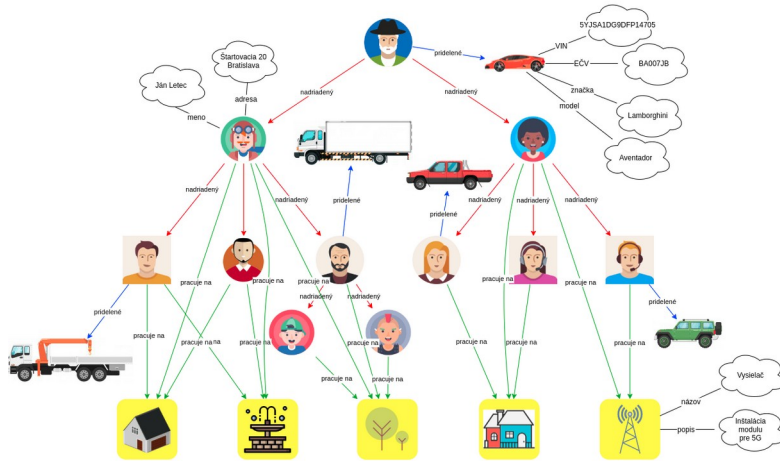 5YJSA1DG9DFP14705
VIN
pridelené
EČV
BA007JB
značka
model
Lamborghini
Aventador
Štartovacia 20
Bratislava
Ján Letec
adresa
meno
nadriadený
nadriadený
nadriadený
nadriadený
nadriadený
pridelené
pridelené
nadriadený
nadriadený
nadriadený
pracuje na
pracuje na
pracuje na
pracuje na
pracuje na
nadriadený
nadriadený
pridelené
pridelené
pracuje na
pracuje na
pracuje na
pracuje na
pracuje na
pracuje na
pracuje na
pracuje na
pracuje na
Vysielač
názov
popis
Inštalácia
modulu
pre 5G